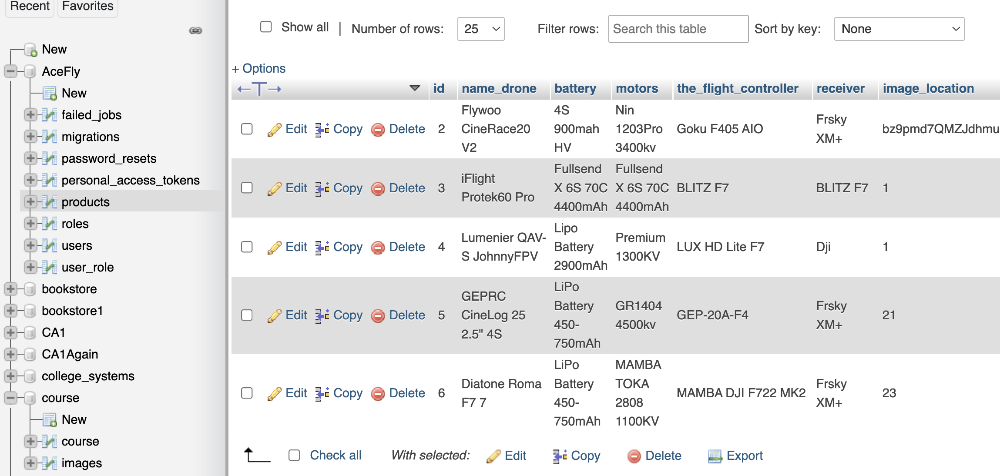 Recent Favorites
New
AceFly
New
failed_jobs
migrations
password_resets
personal_access_tokens
products
roles
users
user_role
bookstore
bookstore1
CA1
CA1Again
college_systems
course
New
course
images
Show all | Number of rows: 25 Filter rows: Search this table Sort by key: None
+ Options
←T→ id name_drone battery motors the_flight_controller receiver image_location
Edit Copy Delete 2 Flywoo CineRace20 V2 4S 900mah HV Nin 1203Pro 3400kv Goku F405 AIO Frsky XM+ bz9pmd7QMZJdhmu
Edit Copy Delete 3 iFlight Protek60 Pro Fullsend X 6S 70C 4400mAh Fullsend X 6S 70C 4400mAh BLITZ F7 BLITZ F7 1
Edit Copy Delete 4 Lumenier QAV-S JohnnyFPV Lipo Battery 2900mAh Premium 1300KV LUX HD Lite F7 Dji 1
Edit Copy Delete 5 GEPRC CineLog 25 2.5" 4S LiPo Battery 450-750mAh GR1404 4500kv GEP-20A-F4 Frsky XM+ 21
Edit Copy Delete 6 Diatone Roma F7 7 LiPo Battery 450-750mAh MAMBA TOKA 2808 1100KV MAMBA DJI F722 MK2 Frsky XM+ 23
Check all With selected: Edit Copy Delete Export